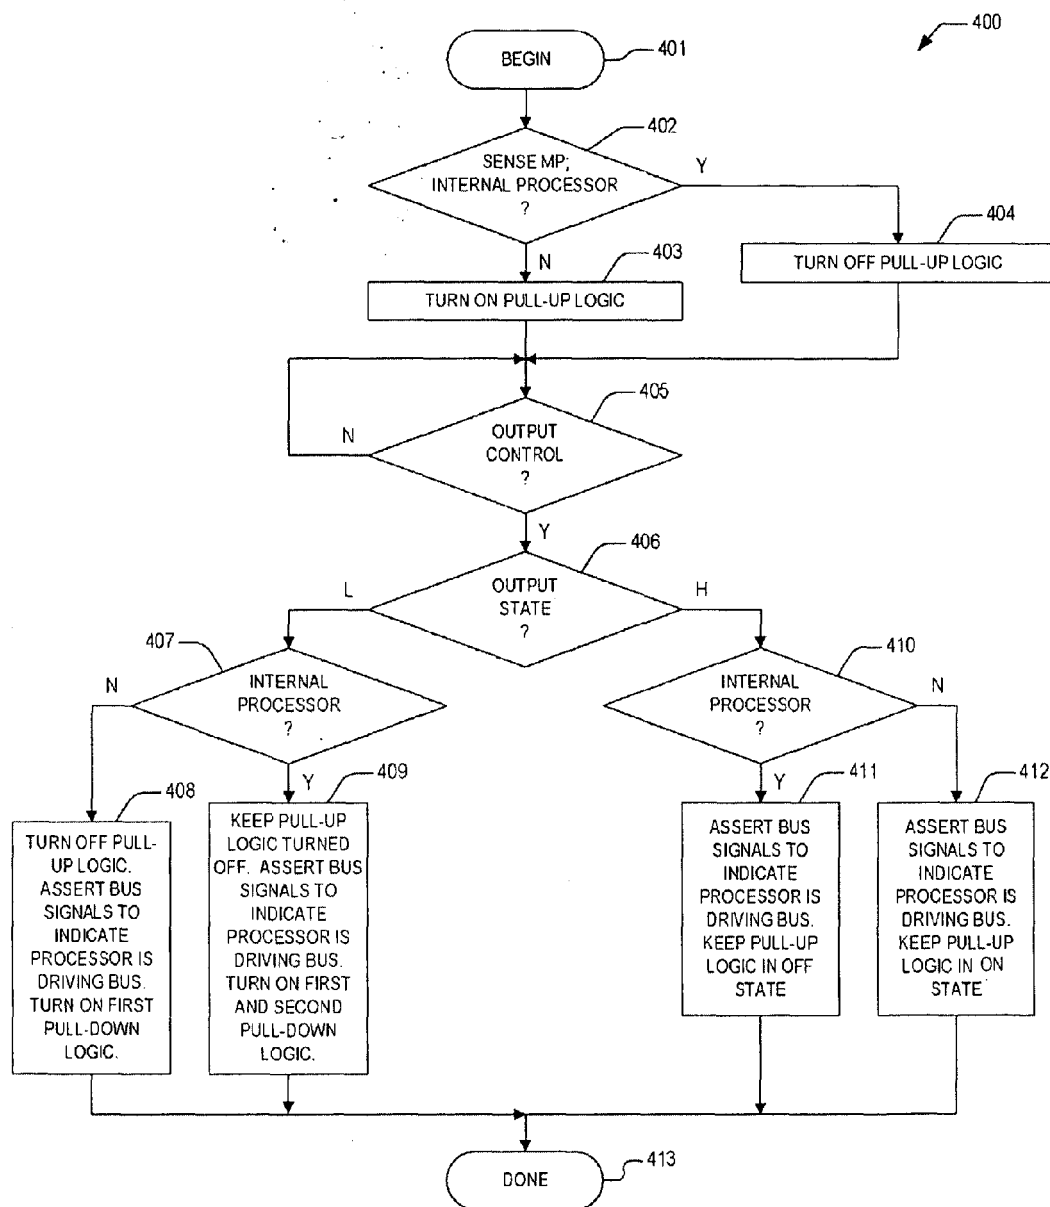 400
BEGIN
401
402
SENSE MP;
INTERNAL PROCESSOR
?
Y
N
403
TURN ON PULL-UP LOGIC
404
TURN OFF PULL-UP LOGIC
405
OUTPUT
CONTROL
?
N
Y
406
OUTPUT
STATE
?
L
H
407
INTERNAL
PROCESSOR
?
N
Y
410
INTERNAL
PROCESSOR
?
N
Y
408
TURN OFF PULL-
UP LOGIC.
ASSERT BUS
SIGNALS TO
INDICATE
PROCESSOR IS
DRIVING BUS.
TURN ON FIRST
PULL-DOWN
LOGIC.
409
KEEP PULL-UP
LOGIC TURNED
OFF. ASSERT BUS
SIGNALS TO
INDICATE
PROCESSOR IS
DRIVING BUS.
TURN ON FIRST
AND SECOND
PULL-DOWN
LOGIC.
411
ASSERT BUS
SIGNALS TO
INDICATE
PROCESSOR IS
DRIVING BUS.
KEEP PULL-UP
LOGIC IN OFF
STATE
412
ASSERT BUS
SIGNALS TO
INDICATE
PROCESSOR IS
DRIVING BUS.
KEEP PULL-UP
LOGIC IN ON
STATE
DONE
413